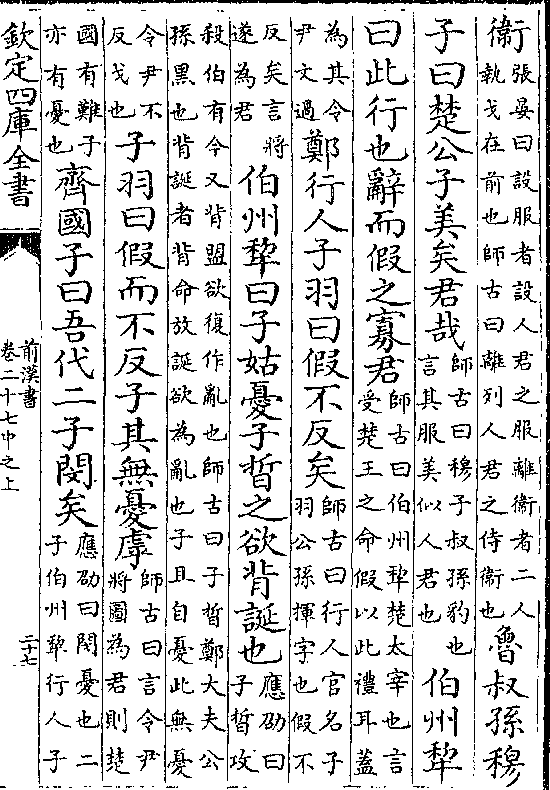 衛張晏曰設服者設人君之服離衛者二人執戈在前也師古曰離列人君之侍衛也魯叔孫穆
子曰楚公子美矣君哉師古曰穆子叔孫豹也言其服美似人君也伯州犂
曰此行也辭而假之寡君師古曰伯州犂楚太宰也言受楚王之命假以此禮耳蓋
為其令尹文過鄭行人子羽曰假不反矣師古曰行人官名子羽公孫揮字也假不
反矣言將遂為君伯州犂曰子姑憂子晳之欲背誕也應劭曰子晳攻
殺伯有令又背盟欲復作亂也師古曰子晳鄭大夫公孫黑也背誕者背命放誕欲為亂也子且自憂此無憂
令尹不反戈也子羽曰假而不反子其無憂虖師古曰言令尹將圖為君則楚
國有難子亦有憂也齊國子曰吾代二子閔矣應劭曰閔憂也二子伯州犂行人子
欽定四庫全書
前漢書
卷二十七中之上
二十七